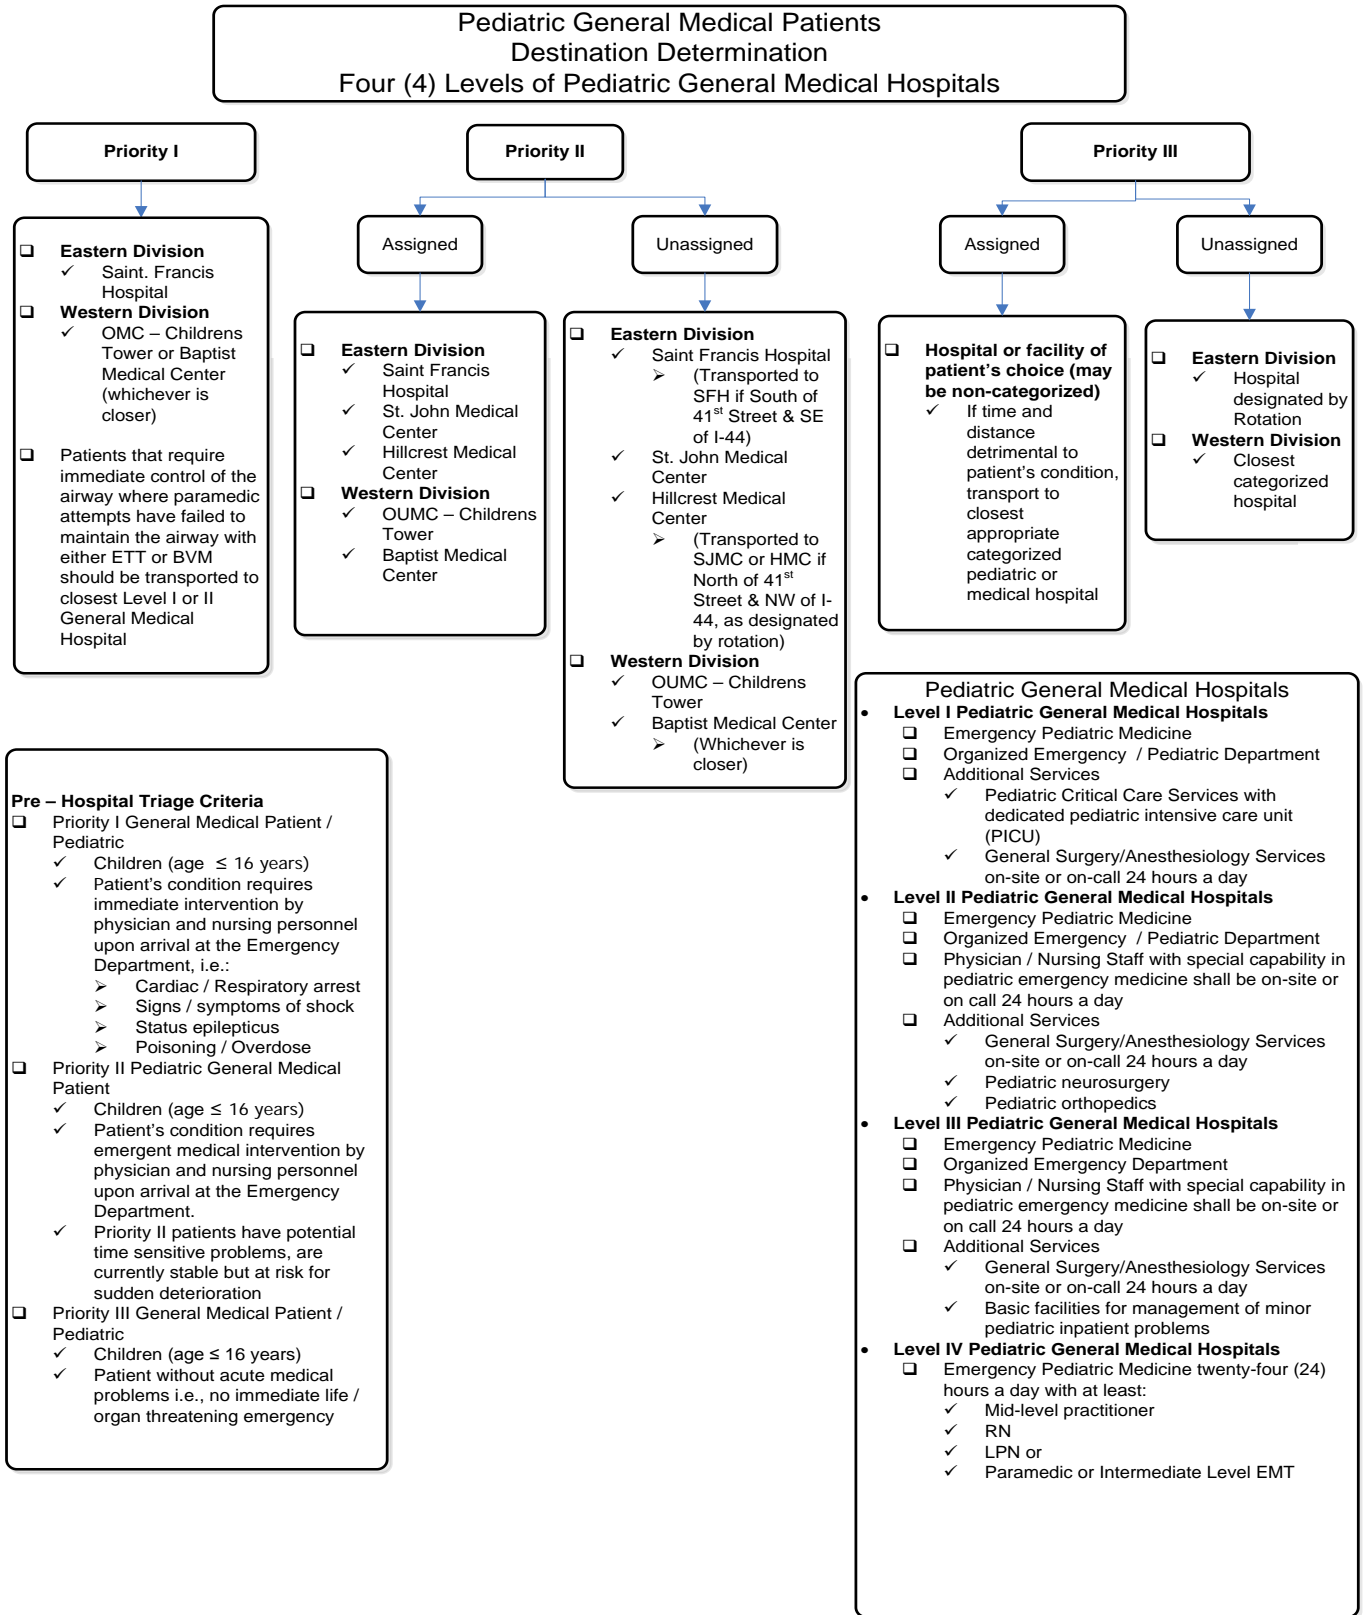 Pediatric General Medical Patients
Destination Determination
Four (4) Levels of Pediatric General Medical Hospitals
Priority I
❑ Eastern Division
✓ Saint. Francis
Hospital
❑ Western Division
✓ OMC – Childrens
Tower or Baptist
Medical Center
(whichever is
closer)
❑ Patients that require
immediate control of the
airway where paramedic
attempts have failed to
maintain the airway with
either ETT or BVM
should be transported to
closest Level I or II
General Medical
Hospital
Priority II
Assigned
❑ Eastern Division
✓ Saint Francis
Hospital
✓ St. John Medical
Center
✓ Hillcrest Medical
Center
❑ Western Division
✓ OUMC – Childrens
Tower
✓ Baptist Medical
Center
Unassigned
❑ Eastern Division
✓ Saint Francis Hospital
➢ (Transported to
SFH if South of
41st Street & SE
of I-44)
✓ St. John Medical
Center
✓ Hillcrest Medical
Center
➢ (Transported to
SJMC or HMC if
North of 41st
Street & NW of I-
44, as designated
by rotation)
❑ Western Division
✓ OUMC – Childrens
Tower
✓ Baptist Medical Center
➢ (Whichever is
closer)
Priority III
Assigned
❑ Hospital or facility of
patient’s choice (may
be non-categorized)
✓ If time and
distance
detrimental to
patient’s condition,
transport to
closest
appropriate
categorized
pediatric or
medical hospital
Unassigned
❑ Eastern Division
✓ Hospital
designated by
Rotation
❑ Western Division
✓ Closest
categorized
hospital
Pre – Hospital Triage Criteria
❑ Priority I General Medical Patient /
Pediatric
✓ Children (age ≤ 16 years)
✓ Patient’s condition requires
immediate intervention by
physician and nursing personnel
upon arrival at the Emergency
Department, i.e.:
➢ Cardiac / Respiratory arrest
➢ Signs / symptoms of shock
➢ Status epilepticus
➢ Poisoning / Overdose
❑ Priority II Pediatric General Medical
Patient
✓ Children (age ≤ 16 years)
✓ Patient’s condition requires
emergent medical intervention by
physician and nursing personnel
upon arrival at the Emergency
Department.
✓ Priority II patients have potential
time sensitive problems, are
currently stable but at risk for
sudden deterioration
❑ Priority III General Medical Patient /
Pediatric
✓ Children (age ≤ 16 years)
✓ Patient without acute medical
problems i.e., no immediate life /
organ threatening emergency
Pediatric General Medical Hospitals
• Level I Pediatric General Medical Hospitals
❑ Emergency Pediatric Medicine
❑ Organized Emergency / Pediatric Department
❑ Additional Services
✓ Pediatric Critical Care Services with
dedicated pediatric intensive care unit
(PICU)
✓ General Surgery/Anesthesiology Services
on-site or on-call 24 hours a day
• Level II Pediatric General Medical Hospitals
❑ Emergency Pediatric Medicine
❑ Organized Emergency / Pediatric Department
❑ Physician / Nursing Staff with special capability in
pediatric emergency medicine shall be on-site or
on call 24 hours a day
❑ Additional Services
✓ General Surgery/Anesthesiology Services
on-site or on-call 24 hours a day
✓ Pediatric neurosurgery
✓ Pediatric orthopedics
• Level III Pediatric General Medical Hospitals
❑ Emergency Pediatric Medicine
❑ Organized Emergency Department
❑ Physician / Nursing Staff with special capability in
pediatric emergency medicine shall be on-site or
on call 24 hours a day
❑ Additional Services
✓ General Surgery/Anesthesiology Services
on-site or on-call 24 hours a day
✓ Basic facilities for management of minor
pediatric inpatient problems
• Level IV Pediatric General Medical Hospitals
❑ Emergency Pediatric Medicine twenty-four (24)
hours a day with at least:
✓ Mid-level practitioner
✓ RN
✓ LPN or
✓ Paramedic or Intermediate Level EMT